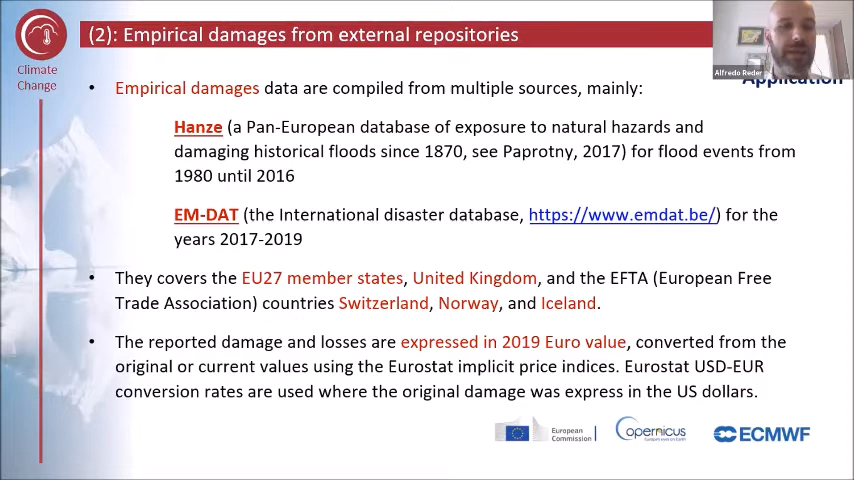 (2): Empirical damages from external repositories
Alfredo Reder
Application
Climate
Change
• Empirical damages data are compiled from multiple sources, mainly:
Hanze (a Pan-European database of exposure to natural hazards and
damaging historical floods since 1870, see Paprotny, 2017) for flood events from
1980 until 2016
EM-DAT (the International disaster database, https://www.emdat.be/) for the
years 2017-2019
• They covers the EU27 member states, United Kingdom, and the EFTA (European Free
Trade Association) countries Switzerland, Norway, and Iceland.
• The reported damage and losses are expressed in 2019 Euro value, converted from the
original or current values using the Eurostat implicit price indices. Eurostat USD-EUR
conversion rates are used where the original damage was express in the US dollars.
European
Commission
Copernicus
Europe's eyes on Earth
ECMWF